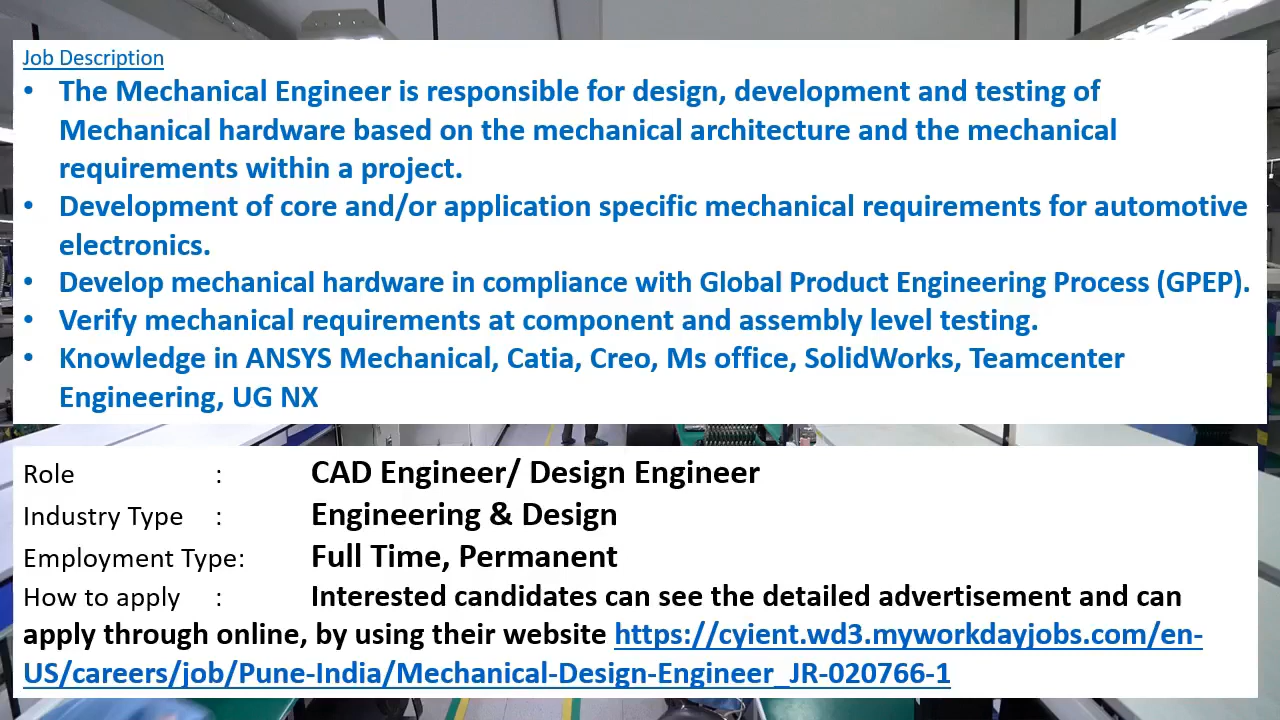 Job Description
• The Mechanical Engineer is responsible for design, development and testing of
Mechanical hardware based on the mechanical architecture and the mechanical
requirements within a project.
• Development of core and/or application specific mechanical requirements for automotive
electronics.
• Develop mechanical hardware in compliance with Global Product Engineering Process (GPEP).
• Verify mechanical requirements at component and assembly level testing.
• Knowledge in ANSYS Mechanical, Catia, Creo, Ms office, SolidWorks, Teamcenter
Engineering, UG NX
Role : CAD Engineer/ Design Engineer
Industry Type : Engineering & Design
Employment Type: Full Time, Permanent
How to apply : Interested candidates can see the detailed advertisement and can
apply through online, by using their website https://cyient.wd3.myworkdayjobs.com/en-
US/careers/job/Pune-India/Mechanical-Design-Engineer_JR-020766-1